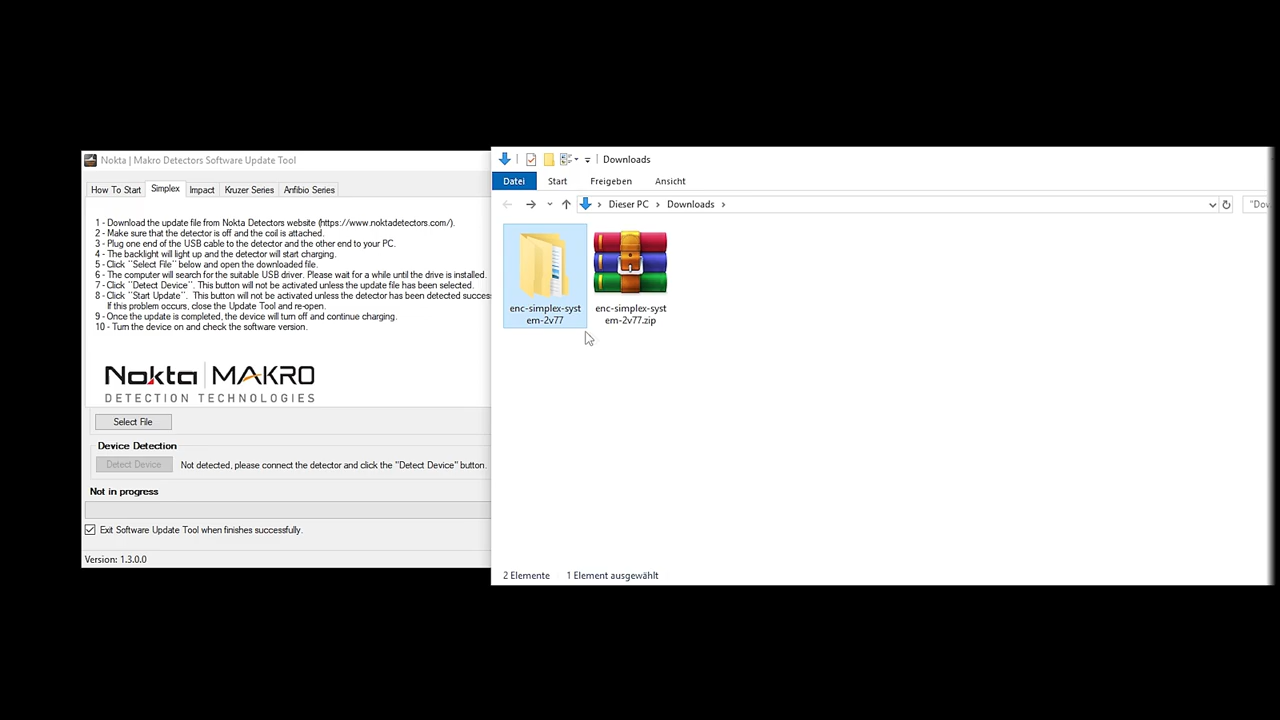 Nokta | Makro Detectors Software Update Tool
How To Start Simplex Impact Kruzer Series Anfibio Series
1 - Download the update file from Nokta Detectors website (https://www.noktadetectors.com/).
2 - Make sure that the detector is off and the coil is attached.
3 - Plug one end of the USB cable to the detector and the other end to your PC.
4 - The backlight will light up and the detector will start charging.
5 - Click ''Select File'' below and open the downloaded file.
6 - The computer will search for the suitable USB driver. Please wait for a while until the drive is installed.
7 - Click ''Detect Device''. This button will not be activated unless the update file has been selected.
8 - Click ''Start Update''. This button will not be activated unless the detector has been detected succes
If this problem occurs, close the Update Tool and re-open.
9 - Once the update is completed, the device will turn off and continue charging.
10 - Turn the device on and check the software version.
Nokta | MAKRO
DETECTION TECHNOLOGIES
Select File
Device Detection
Detect Device Not detected, please connect the detector and click the "Detect Device" button.
Not in progress
Exit Software Update Tool when finishes successfully.
Version: 1.3.0.0
Downloads
Datei Start Freigeben Ansicht
Dieser PC > Downloads >
"Dow
enc-simplex-syst
em-2v77
enc-simplex-syst
em-2v77.zip
2 Elemente 1 Element ausgewählt